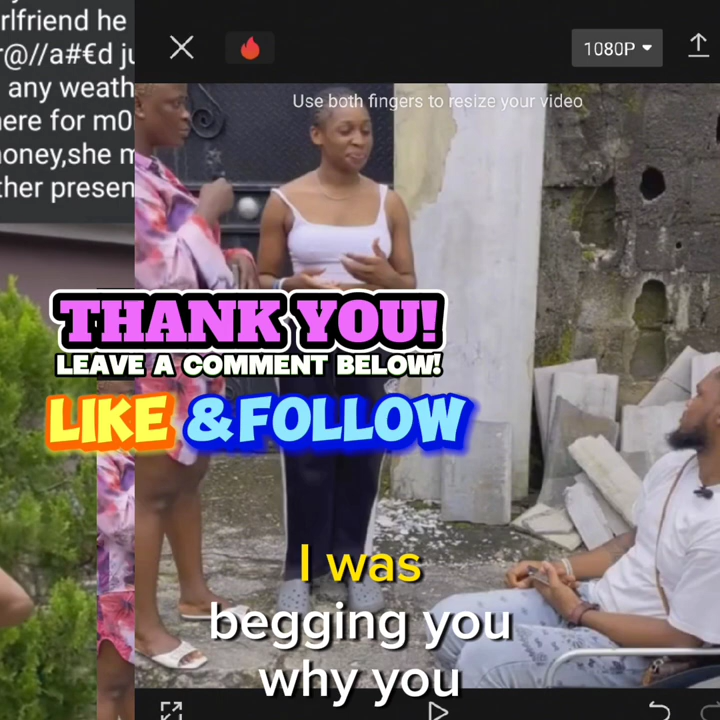 rlfriend he
r@//a#€d ju
any weath
here for m0
noney,she m
ther presen
1080P
Use both fingers to resize your video
THANK YOU!
LEAVE A COMMENT BELOW!
LIKE &FOLLOW
I was
begging you
why you